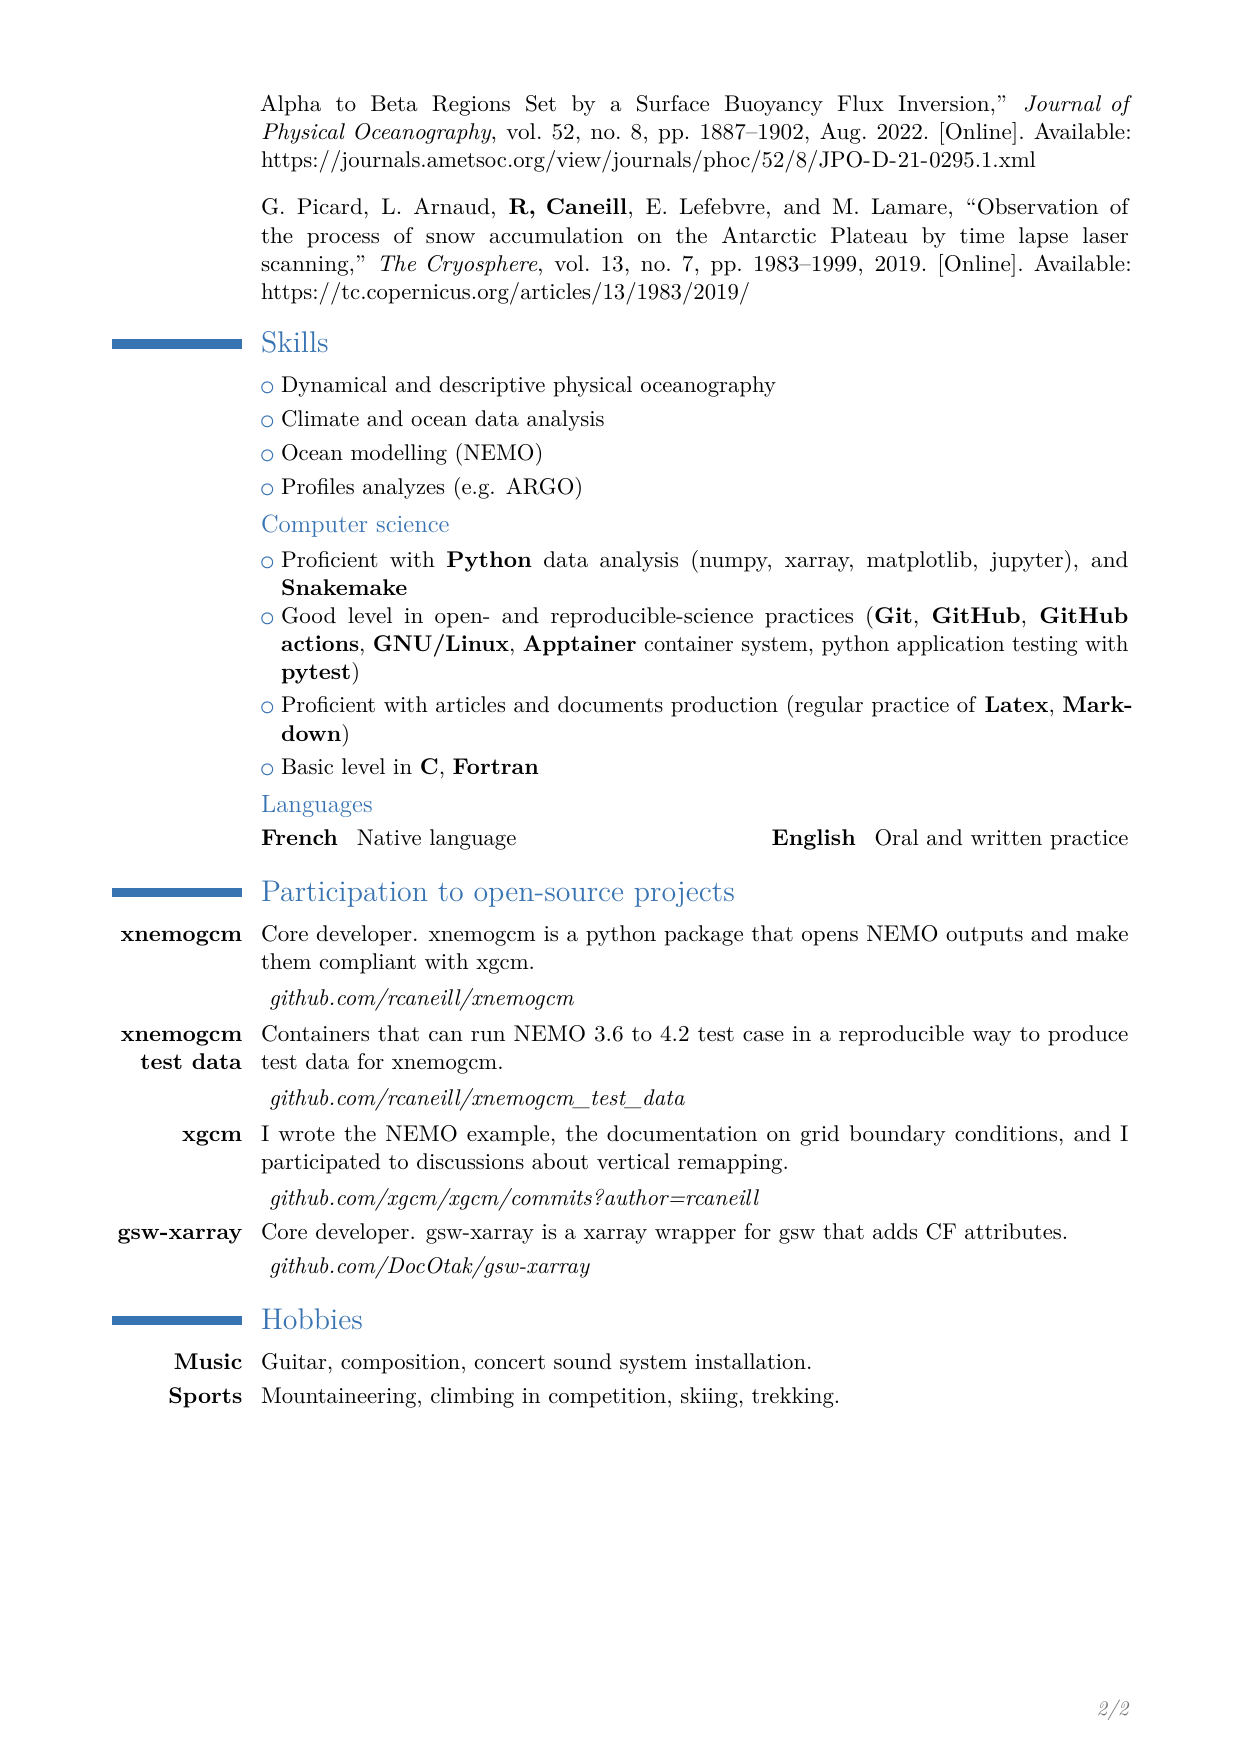 Alpha to Beta Regions Set by a Surface Buoyancy Flux Inversion,” Journal of
Physical Oceanography, vol. 52, no. 8, pp. 1887–1902, Aug. 2022. [Online]. Available:
https://journals.ametsoc.org/view/journals/phoc/52/8/JPO-D-21-0295.1.xml
G. Picard, L. Arnaud, R, Caneill, E. Lefebvre, and M. Lamare, “Observation of
the process of snow accumulation on the Antarctic Plateau by time lapse laser
scanning,” The Cryosphere, vol. 13, no. 7, pp. 1983–1999, 2019. [Online]. Available:
https://tc.copernicus.org/articles/13/1983/2019/
Skills
○ Dynamical and descriptive physical oceanography
○ Climate and ocean data analysis
○ Ocean modelling (NEMO)
○ Profiles analyzes (e.g. ARGO)
Computer science
○ Proficient with Python data analysis (numpy, xarray, matplotlib, jupyter), and
Snakemake
○ Good level in open- and reproducible-science practices (Git, GitHub, GitHub
actions, GNU/Linux, Apptainer container system, python application testing with
pytest)
○ Proficient with articles and documents production (regular practice of Latex, Mark-
down)
○ Basic level in C, Fortran
Languages
French Native language English Oral and written practice
Participation to open-source projects
xnemogcm Core developer. xnemogcm is a python package that opens NEMO outputs and make
them compliant with xgcm.
github.com/rcaneill/xnemogcm
xnemogcm Containers that can run NEMO 3.6 to 4.2 test case in a reproducible way to produce
test data test data for xnemogcm.
github.com/rcaneill/xnemogcm_test_data
xgcm I wrote the NEMO example, the documentation on grid boundary conditions, and I
participated to discussions about vertical remapping.
github.com/xgcm/xgcm/commits?author=rcaneill
gsw-xarray Core developer. gsw-xarray is a xarray wrapper for gsw that adds CF attributes.
github.com/DocOtak/gsw-xarray
Hobbies
Music Guitar, composition, concert sound system installation.
Sports Mountaineering, climbing in competition, skiing, trekking.
2/2